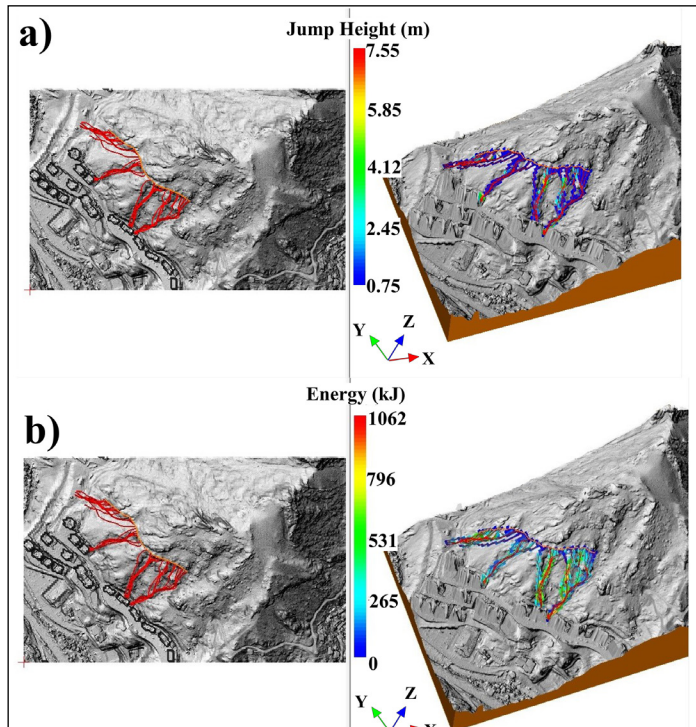 a)
Jump Height (m)
7.55
5.85
4.12
2.45
0.75
Y
Z
X
b)
Energy (kJ)
1062
796
531
265
0
Y
Z
X